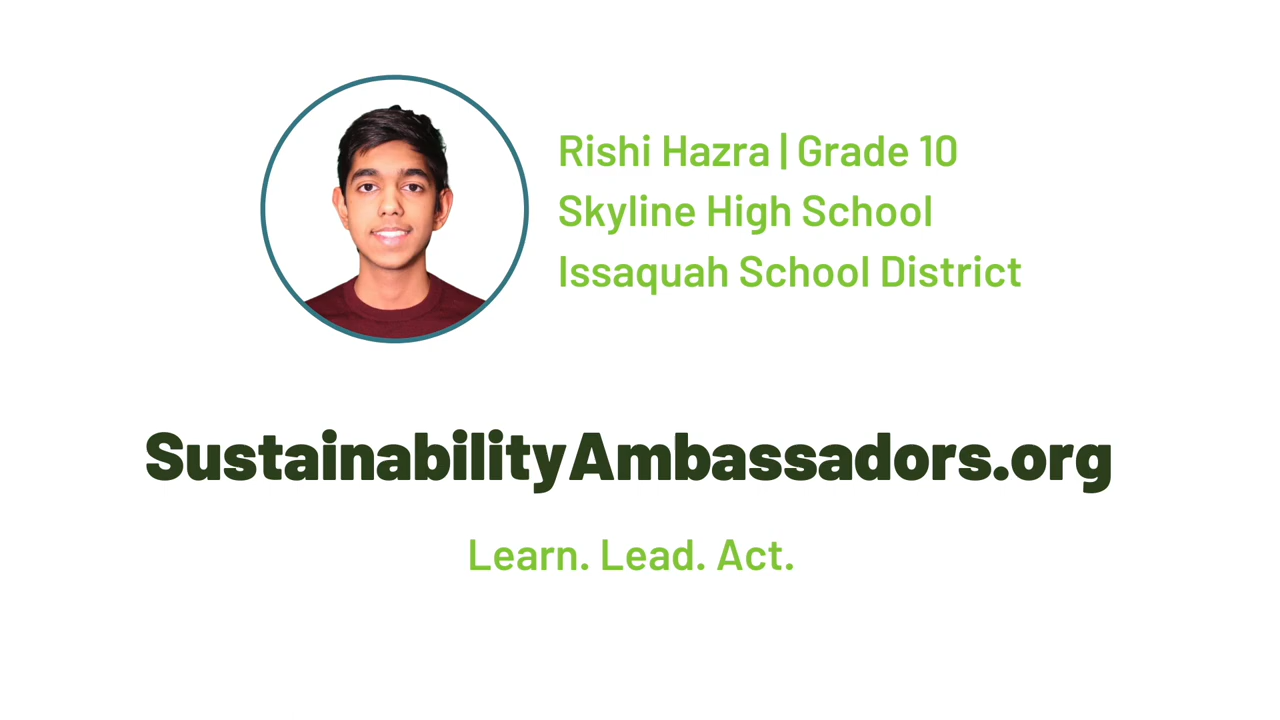 Rishi Hazra | Grade 10
Skyline High School
Issaquah School District
SustainabilityAmbassadors.org
Learn. Lead. Act.